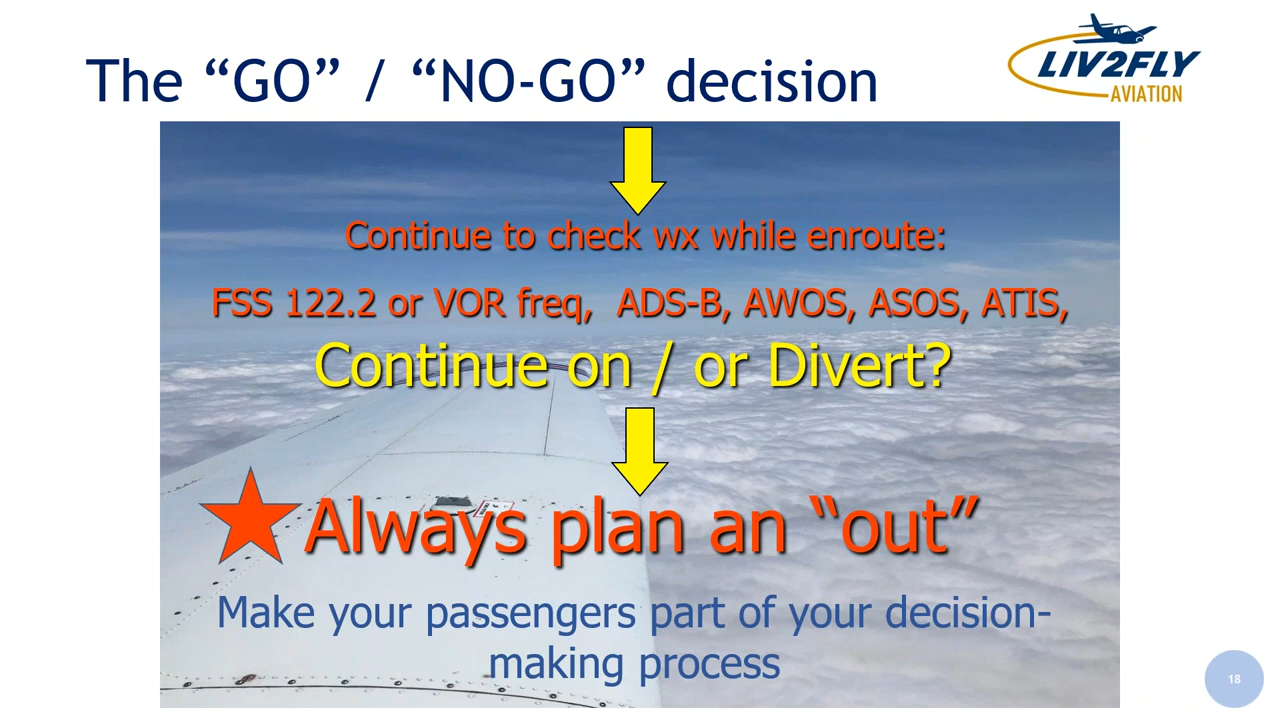 The “GO” / “NO-GO” decision
LIV2FLY
AVIATION
Continue to check wx while enroute:
FSS 122.2 or VOR freq,  ADS-B, AWOS, ASOS, ATIS,
Continue on / or Divert?
Always plan an “out”
Make your passengers part of your decision-
making process
18